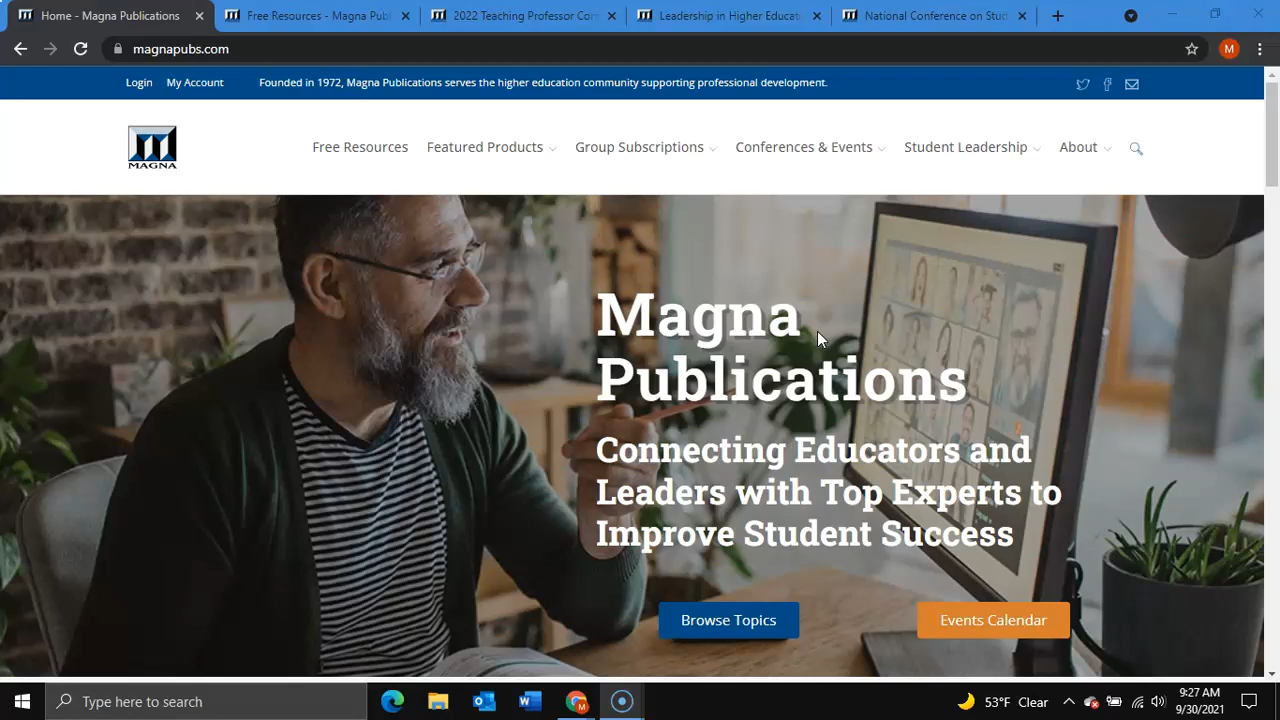 Home - Magna Publications
Free Resources - Magna Publ
2022 Teaching Professor Con
Leadership in Higher Educat
National Conference on Stud
magnapubs.com
M
Login My Account Founded in 1972, Magna Publications serves the higher education community supporting professional development.
MAGNA
Free Resources Featured Products Group Subscriptions Conferences & Events Student Leadership About
Magna
Publications
Connecting Educators and
Leaders with Top Experts to
Improve Student Success
Browse Topics Events Calendar
Type here to search
53°F Clear
9:27 AM
9/30/2021